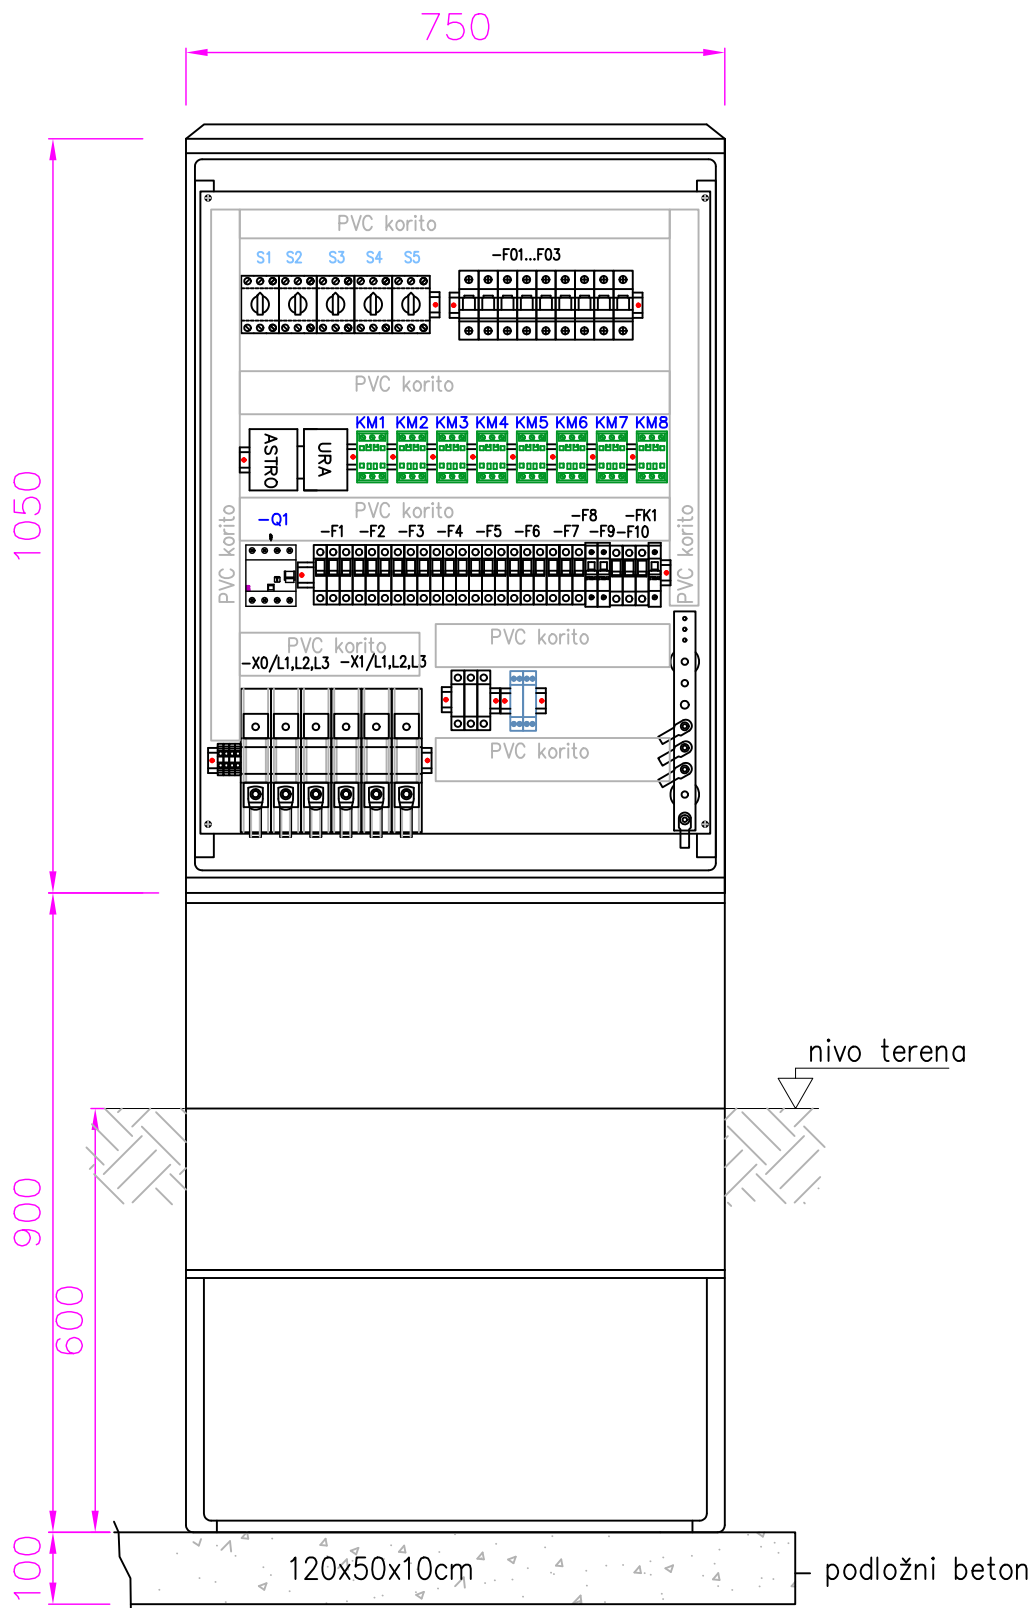 750
PVC korito
S1 S2 S3 S4 S5
-F01...F03
PVC korito
KM1 KM2 KM3 KM4 KM5 KM6 KM7 KM8
ASTRO
URA
1050
PVC korito
PVC korito
PVC korito
-Q1
-F1 -F2 -F3 -F4 -F5 -F6 -F7 -F8 -F9 -F10 -FK1
PVC korito
PVC korito
-X0/L1,L2,L3 -X1/L1,L2,L3
PVC korito
nivo terena
900
600
100
120x50x10cm
podložni beton